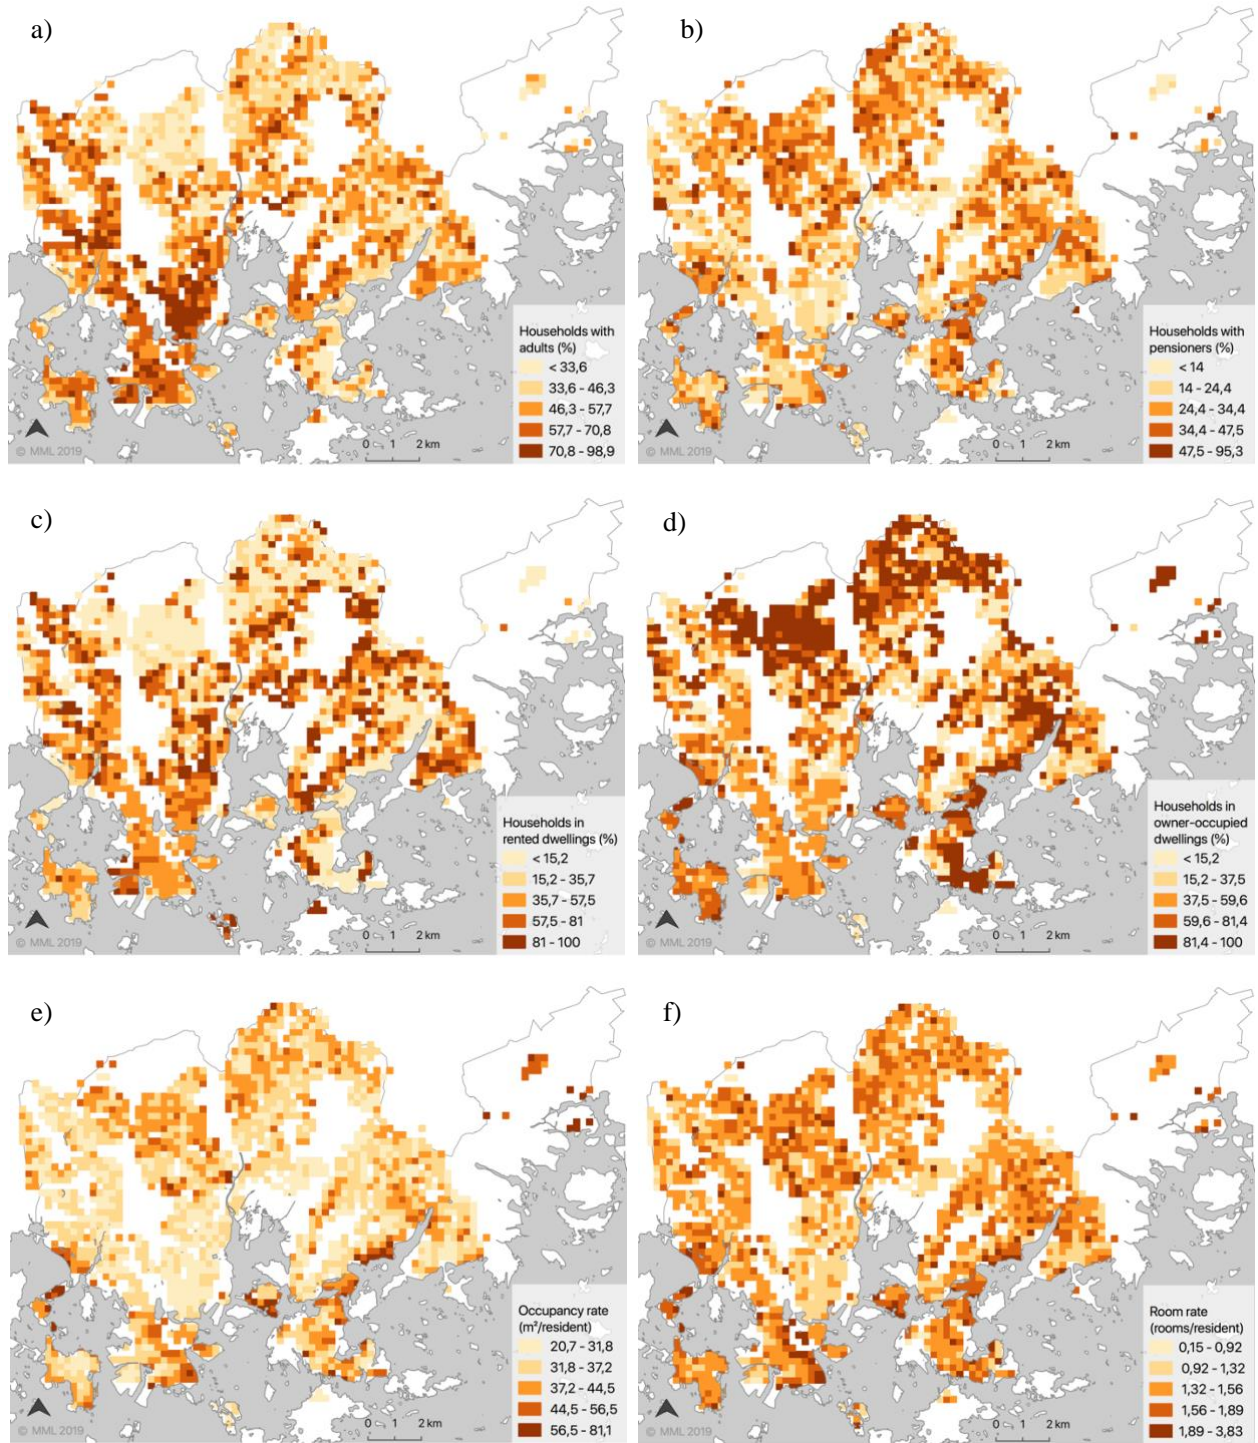 a)
Households with
adults (%)
< 33,6
33,6 - 46,3
46,3 - 57,7
57,7 - 70,8
70,8 - 98,9
0 1 2 km
© MML 2019
b)
Households with
pensioners (%)
< 14
14 - 24,4
24,4 - 34,4
34,4 - 47,5
47,5 - 95,3
0 1 2 km
© MML 2019
c)
Households in
rented dwellings (%)
< 15,2
15,2 - 35,7
35,7 - 57,5
57,5 - 81
81 - 100
0 1 2 km
© MML 2019
d)
Households in
owner-occupied
dwellings (%)
< 15,2
15,2 - 37,5
37,5 - 59,6
59,6 - 81,4
81,4 - 100
0 1 2 km
© MML 2019
e)
Occupancy rate
(m²/resident)
20,7 - 31,8
31,8 - 37,2
37,2 - 44,5
44,5 - 56,5
56,5 - 81,1
0 1 2 km
© MML 2019
f)
Room rate
(rooms/resident)
0,15 - 0,92
0,92 - 1,32
1,32 - 1,56
1,56 - 1,89
1,89 - 3,83
0 1 2 km
© MML 2019